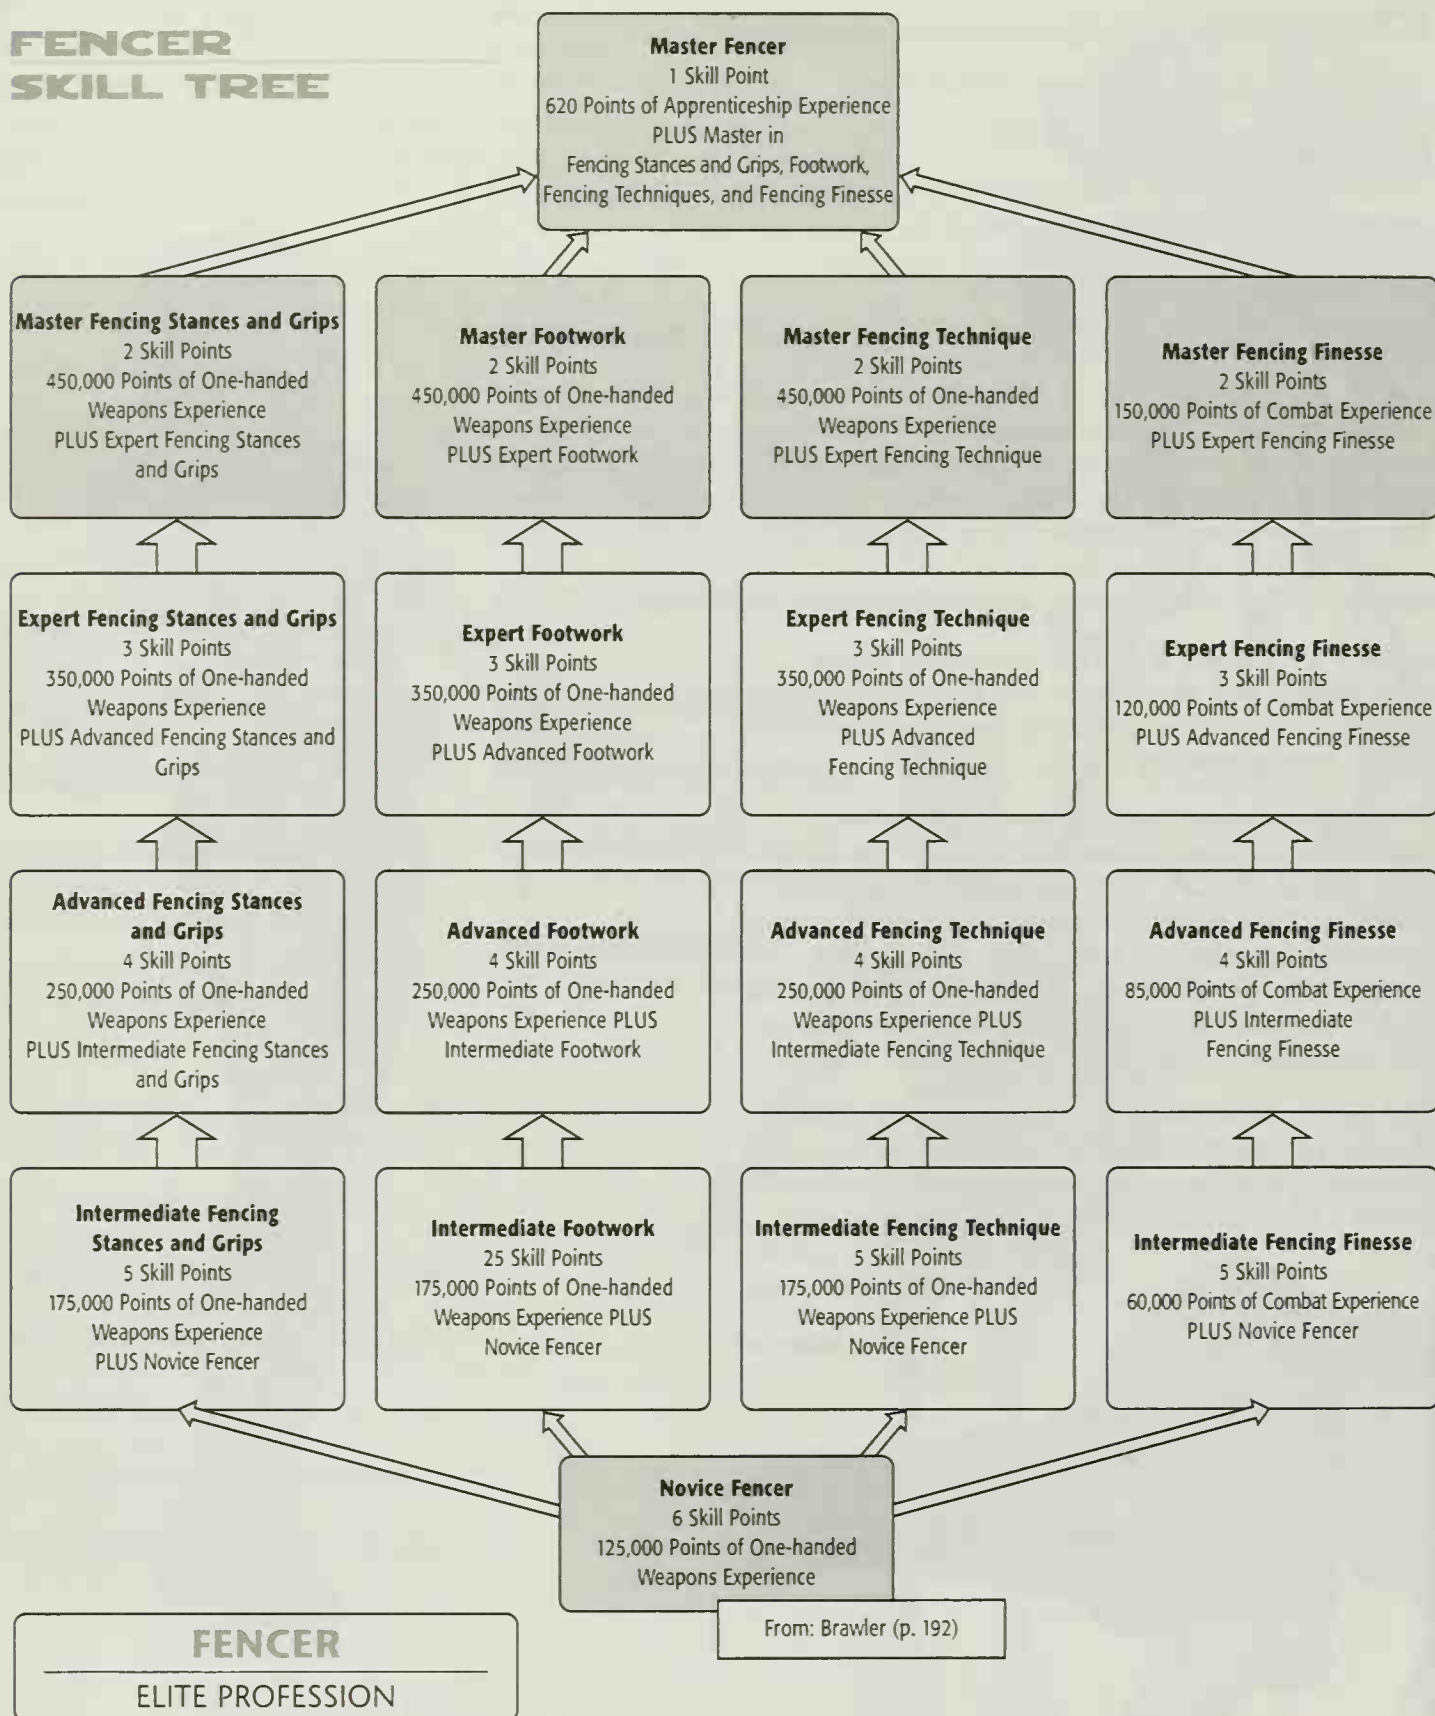 FENCER
SKILL TREE
Master Fencer
1 Skill Point
620 Points of Apprenticeship Experience
PLUS Master in
Fencing Stances and Grips, Footwork,
Fencing Techniques, and Fencing Finesse
Master Fencing Stances and Grips
2 Skill Points
450,000 Points of One-handed
Weapons Experience
PLUS Expert Fencing Stances
and Grips
Master Footwork
2 Skill Points
450,000 Points of One-handed
Weapons Experience
PLUS Expert Footwork
Master Fencing Technique
2 Skill Points
450,000 Points of One-handed
Weapons Experience
PLUS Expert Fencing Technique
Master Fencing Finesse
2 Skill Points
150,000 Points of Combat Experience
PLUS Expert Fencing Finesse
Expert Fencing Stances and Grips
3 Skill Points
350,000 Points of One-handed
Weapons Experience
PLUS Advanced Fencing Stances and
Grips
Expert Footwork
3 Skill Points
350,000 Points of One-handed
Weapons Experience
PLUS Advanced Footwork
Expert Fencing Technique
3 Skill Points
350,000 Points of One-handed
Weapons Experience
PLUS Advanced
Fencing Technique
Expert Fencing Finesse
3 Skill Points
120,000 Points of Combat Experience
PLUS Advanced Fencing Finesse
Advanced Fencing Stances
and Grips
4 Skill Points
250,000 Points of One-handed
Weapons Experience
PLUS Intermediate Fencing Stances
and Grips
Advanced Footwork
4 Skill Points
250,000 Points of One-handed
Weapons Experience PLUS
Intermediate Footwork
Advanced Fencing Technique
4 Skill Points
250,000 Points of One-handed
Weapons Experience PLUS
Intermediate Fencing Technique
Advanced Fencing Finesse
4 Skill Points
85,000 Points of Combat Experience
PLUS Intermediate
Fencing Finesse
Intermediate Fencing
Stances and Grips
5 Skill Points
175,000 Points of One-handed
Weapons Experience
PLUS Novice Fencer
Intermediate Footwork
25 Skill Points
175,000 Points of One-handed
Weapons Experience PLUS
Novice Fencer
Intermediate Fencing Technique
5 Skill Points
175,000 Points of One-handed
Weapons Experience PLUS
Novice Fencer
Intermediate Fencing Finesse
5 Skill Points
60,000 Points of Combat Experience
PLUS Novice Fencer
Novice Fencer
6 Skill Points
125,000 Points of One-handed
Weapons Experience
From: Brawler (p. 192)
FENCER
ELITE PROFESSION